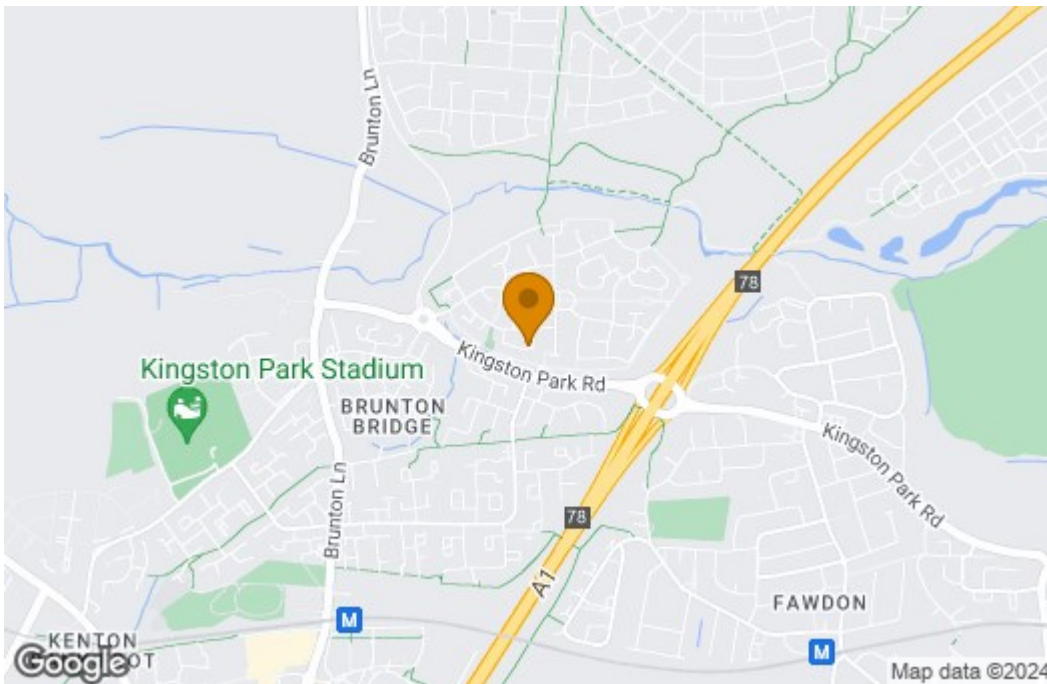 Brunton Ln
78
Kingston Park Stadium
Kingston Park Rd
BRUNTON
BRIDGE
Kingston Park Rd
Brunton Ln
78
A1
FAWDON
M
M
KENTON
Google
Map data ©2024